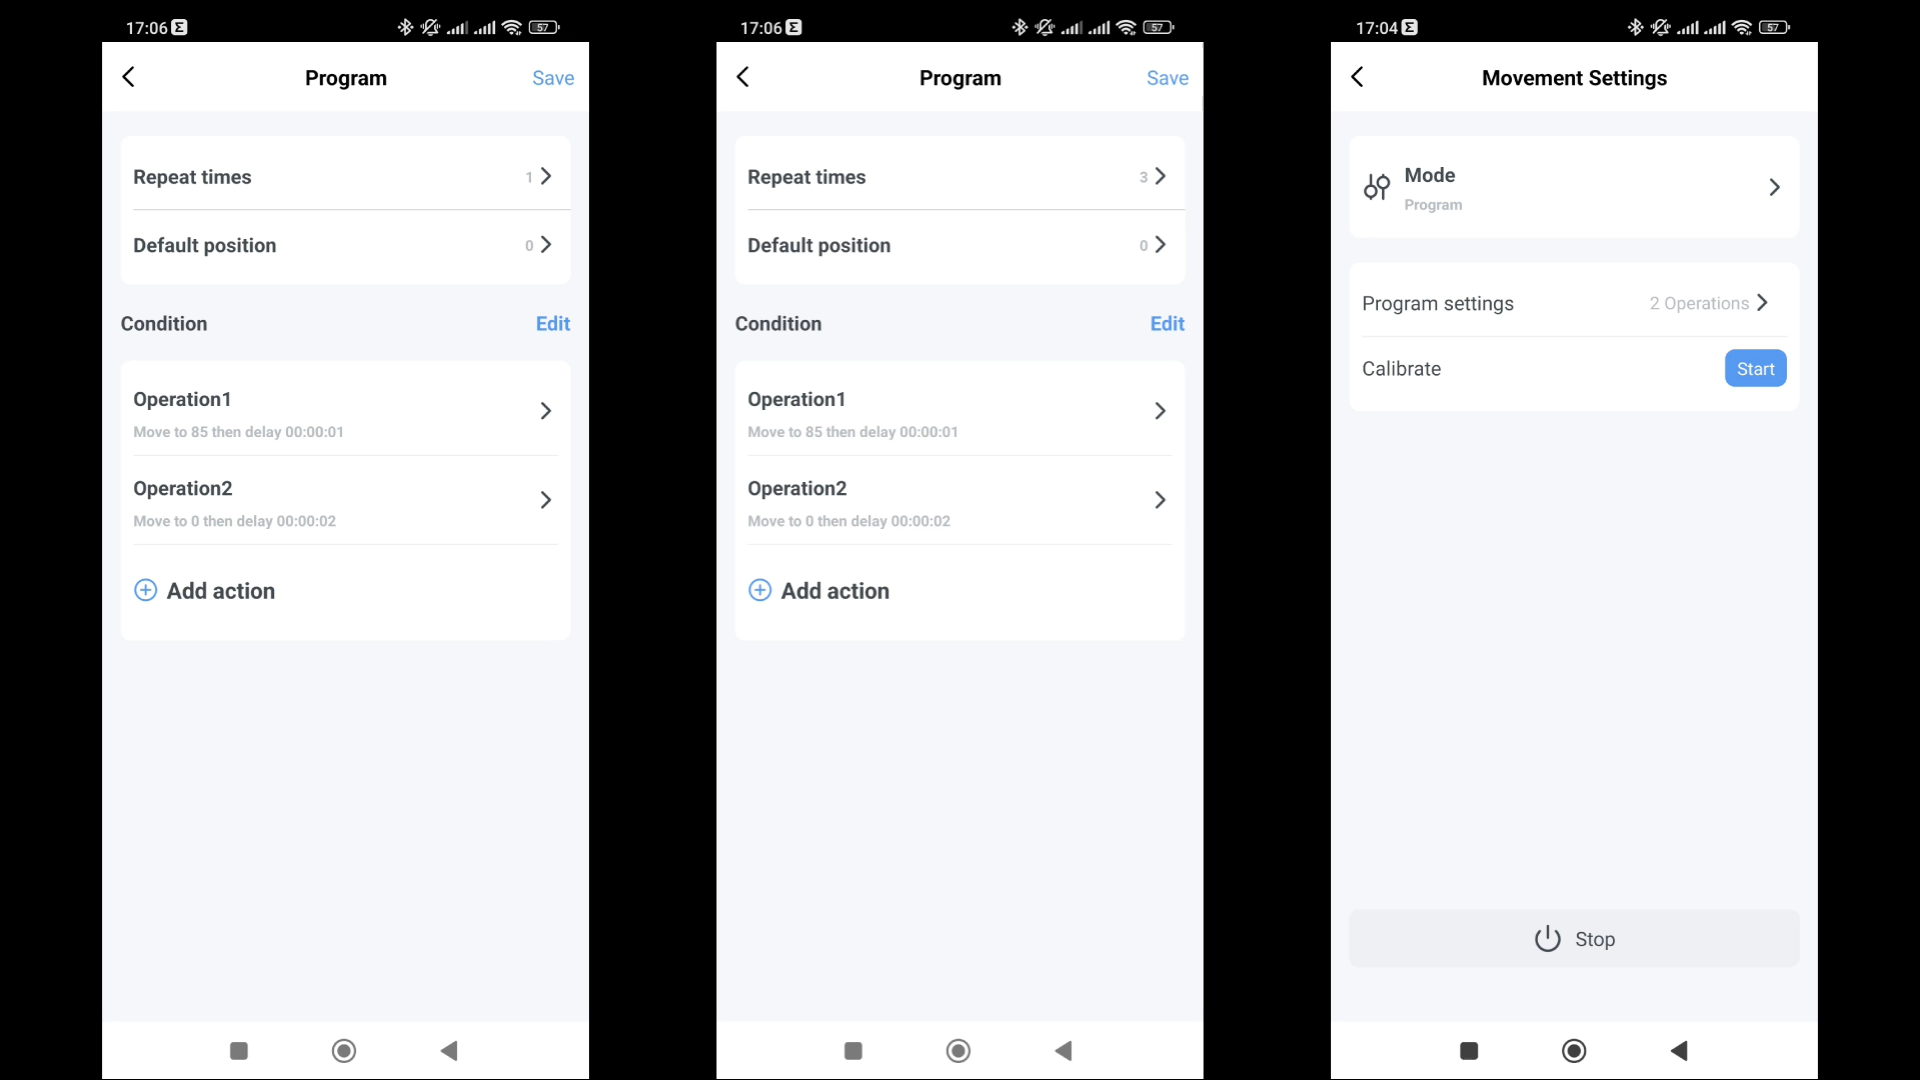 17:06 Σ 57
Program
Save
Repeat times 1
Default position 0
Condition Edit
Operation1
Move to 85 then delay 00:00:01
Operation2
Move to 0 then delay 00:00:02
Add action
17:06 Σ 57
Program
Save
Repeat times 3
Default position 0
Condition Edit
Operation1
Move to 85 then delay 00:00:01
Operation2
Move to 0 then delay 00:00:02
Add action
17:04 Σ 57
Movement Settings
Mode
Program
Program settings 2 Operations
Calibrate Start
Stop